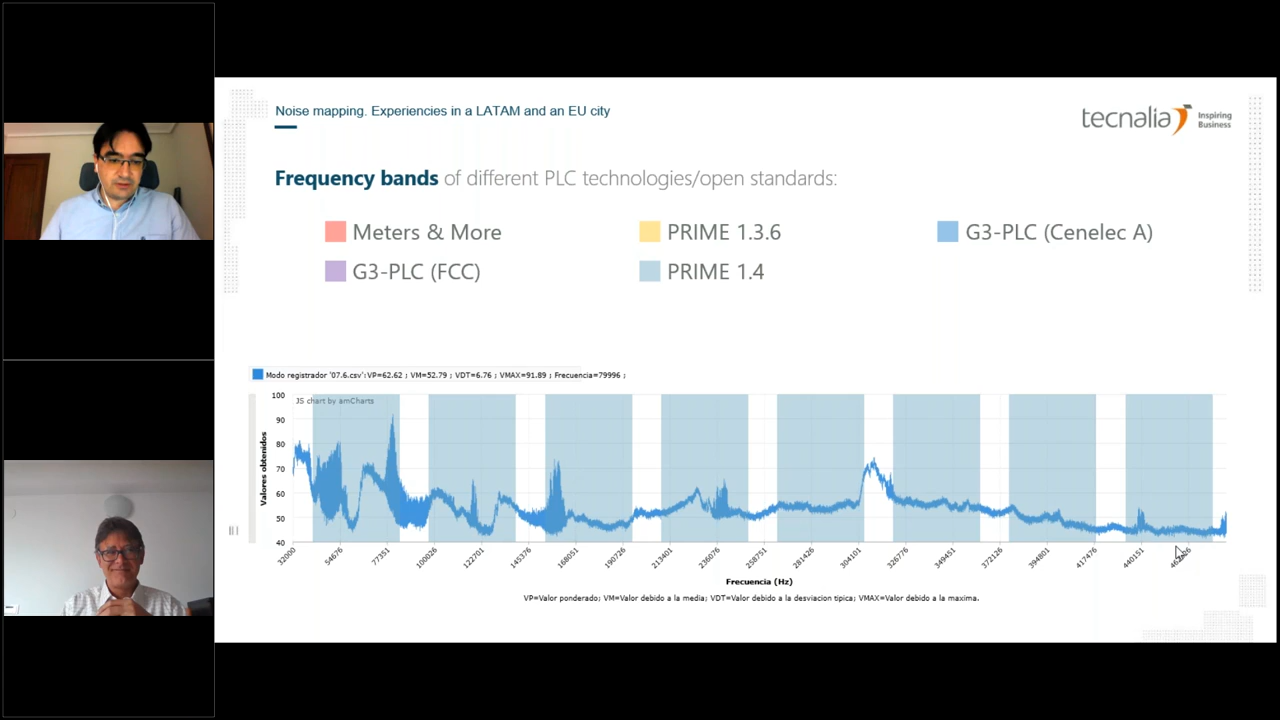 Noise mapping. Experiencies in a LATAM and an EU city
tecnalia Inspiring Business
Frequency bands of different PLC technologies/open standards:
Meters & More
PRIME 1.3.6
G3-PLC (Cenelec A)
G3-PLC (FCC)
PRIME 1.4
Modo registrador '07.6.csv':VP=62.62 ; VM=52.79 ; VDT=6.76 ; VMAX=91.89 ; Frecuencia=79996 ;
JS chart by amCharts
Valores obtenidos
100
90
80
70
60
50
40
32000 54676 77351 100026 122701 145376 168051 190726 213401 236076 258751 281426 304101 326776 349451 372126 394801 417476 440151
Frecuencia (Hz)
VP=Valor ponderado; VM=Valor debido a la media; VDT=Valor debido a la desviacion tipica; VMAX=Valor debido a la maxima.